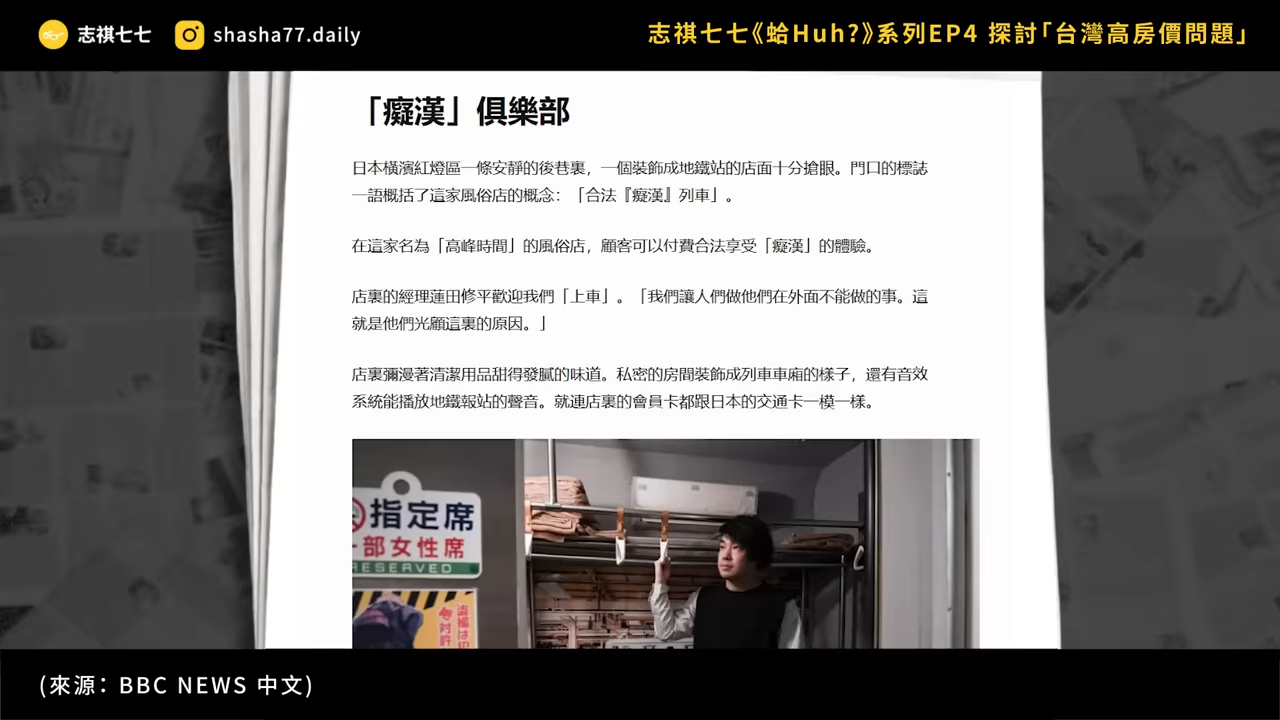 志祺七七
shasha77.daily
志祺七七《蛤Huh?》系列EP4 探討「台灣高房價問題」
「癡漢」俱樂部
日本橫濱紅燈區一條安靜的後巷裏，一個裝飾成地鐵站的店面十分搶眼。門口的標誌
一語概括了這家風俗店的概念：「合法『癡漢』列車」。
在這家名為「高峰時間」的風俗店，顧客可以付費合法享受「癡漢」的體驗。
店裏的經理蓮田修平歡迎我們「上車」。「我們讓人們做他們在外面不能做的事。這
就是他們光顧這裏的原因。」
店裏彌漫著清潔用品甜得發膩的味道。私密的房間裝飾成列車車廂的樣子，還有音效
系統能播放地鐵報站的聲音。就連店裏的會員卡都跟日本的交通卡一模一樣。
指定席
部女性席
RESERVED
(來源：BBC NEWS 中文)